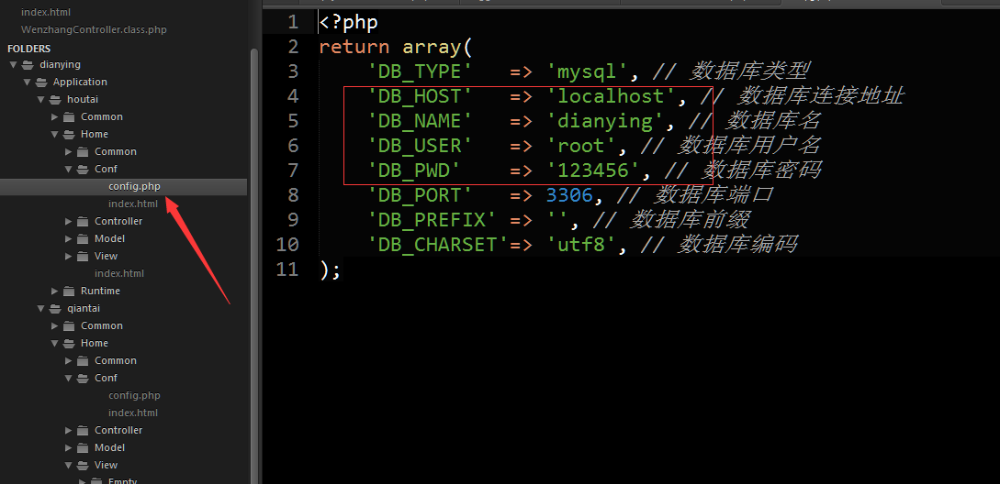 index.html
WenzhangController.class.php
FOLDERS
dianying
Application
houtai
Common
Home
Common
Conf
config.php
index.html
Controller
Model
View
index.html
Runtime
qiantai
Common
Home
Common
Conf
config.php
index.html
Controller
Model
View
Empty
1 <?php
2 return array(
3 'DB_TYPE' => 'mysql', // 数据库类型
4 'DB_HOST' => 'localhost', // 数据库连接地址
5 'DB_NAME' => 'dianying', // 数据库名
6 'DB_USER' => 'root', // 数据库用户名
7 'DB_PWD' => '123456', // 数据库密码
8 'DB_PORT' => 3306, // 数据库端口
9 'DB_PREFIX' => '', // 数据库前缀
10 'DB_CHARSET'=> 'utf8', // 数据库编码
11 );